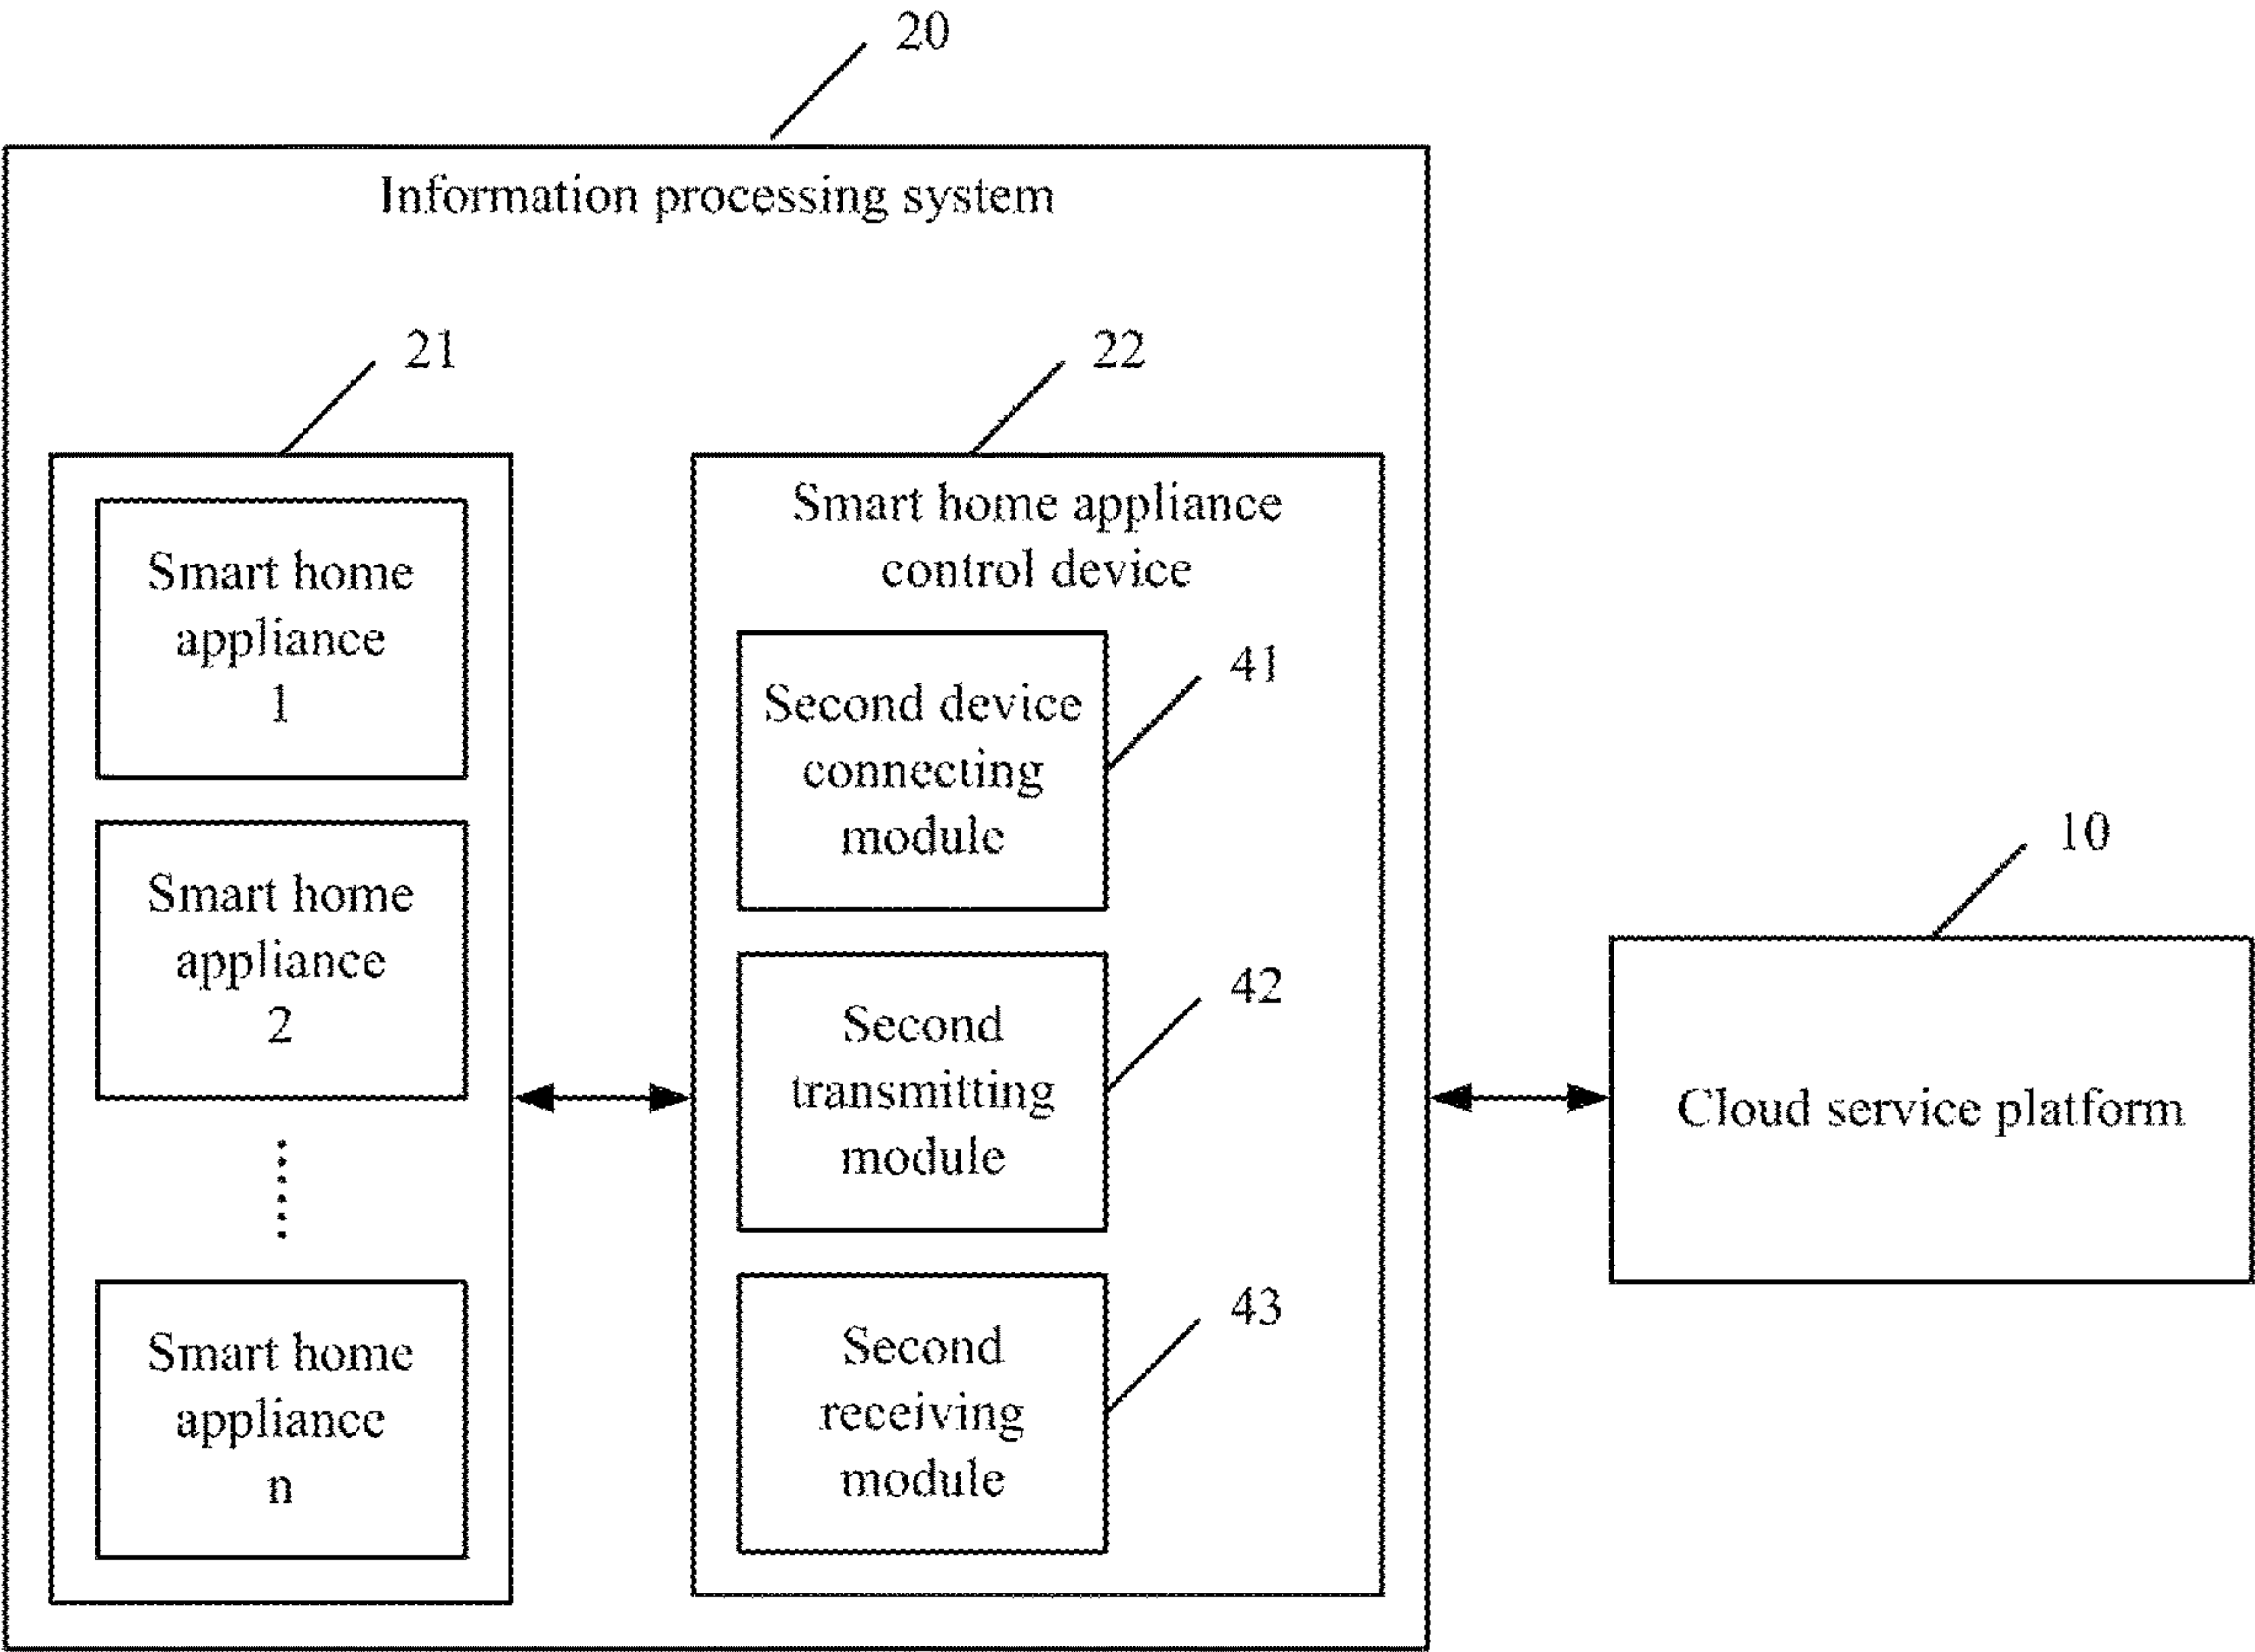 20
Information processing system
21
22
Smart home
appliance
1
Smart home
appliance
2
Smart home
appliance
n
Smart home appliance
control device
Second device
connecting
module
41
Second
transmitting
module
42
Second
receiving
module
43
10
Cloud service platform